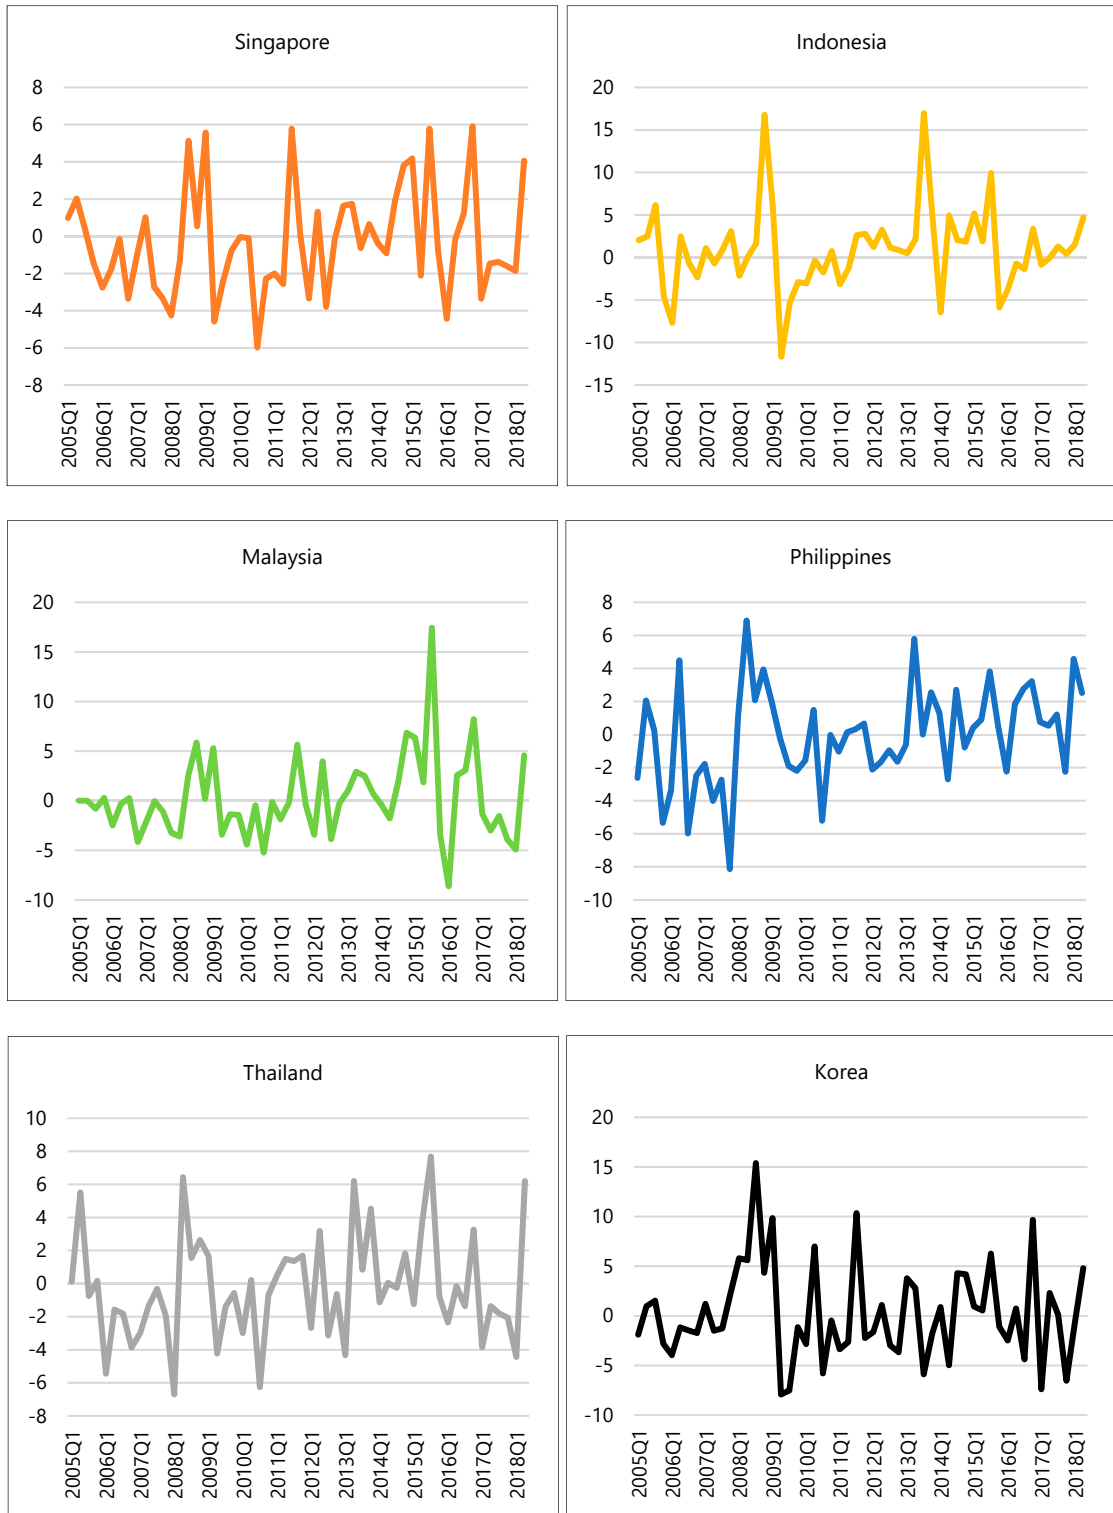 Singapore
8
6
4
2
0
-2
-4
-6
-8
2005Q1
2006Q1
2007Q1
2008Q1
2009Q1
2010Q1
2011Q1
2012Q1
2013Q1
2014Q1
2015Q1
2016Q1
2017Q1
2018Q1
Indonesia
20
15
10
5
0
-5
-10
-15
2005Q1
2006Q1
2007Q1
2008Q1
2009Q1
2010Q1
2011Q1
2012Q1
2013Q1
2014Q1
2015Q1
2016Q1
2017Q1
2018Q1
Malaysia
20
15
10
5
0
-5
-10
2005Q1
2006Q1
2007Q1
2008Q1
2009Q1
2010Q1
2011Q1
2012Q1
2013Q1
2014Q1
2015Q1
2016Q1
2017Q1
2018Q1
Philippines
8
6
4
2
0
-2
-4
-6
-8
-10
2005Q1
2006Q1
2007Q1
2008Q1
2009Q1
2010Q1
2011Q1
2012Q1
2013Q1
2014Q1
2015Q1
2016Q1
2017Q1
2018Q1
Thailand
10
8
6
4
2
0
-2
-4
-6
-8
2005Q1
2006Q1
2007Q1
2008Q1
2009Q1
2010Q1
2011Q1
2012Q1
2013Q1
2014Q1
2015Q1
2016Q1
2017Q1
2018Q1
Korea
20
15
10
5
0
-5
-10
2005Q1
2006Q1
2007Q1
2008Q1
2009Q1
2010Q1
2011Q1
2012Q1
2013Q1
2014Q1
2015Q1
2016Q1
2017Q1
2018Q1